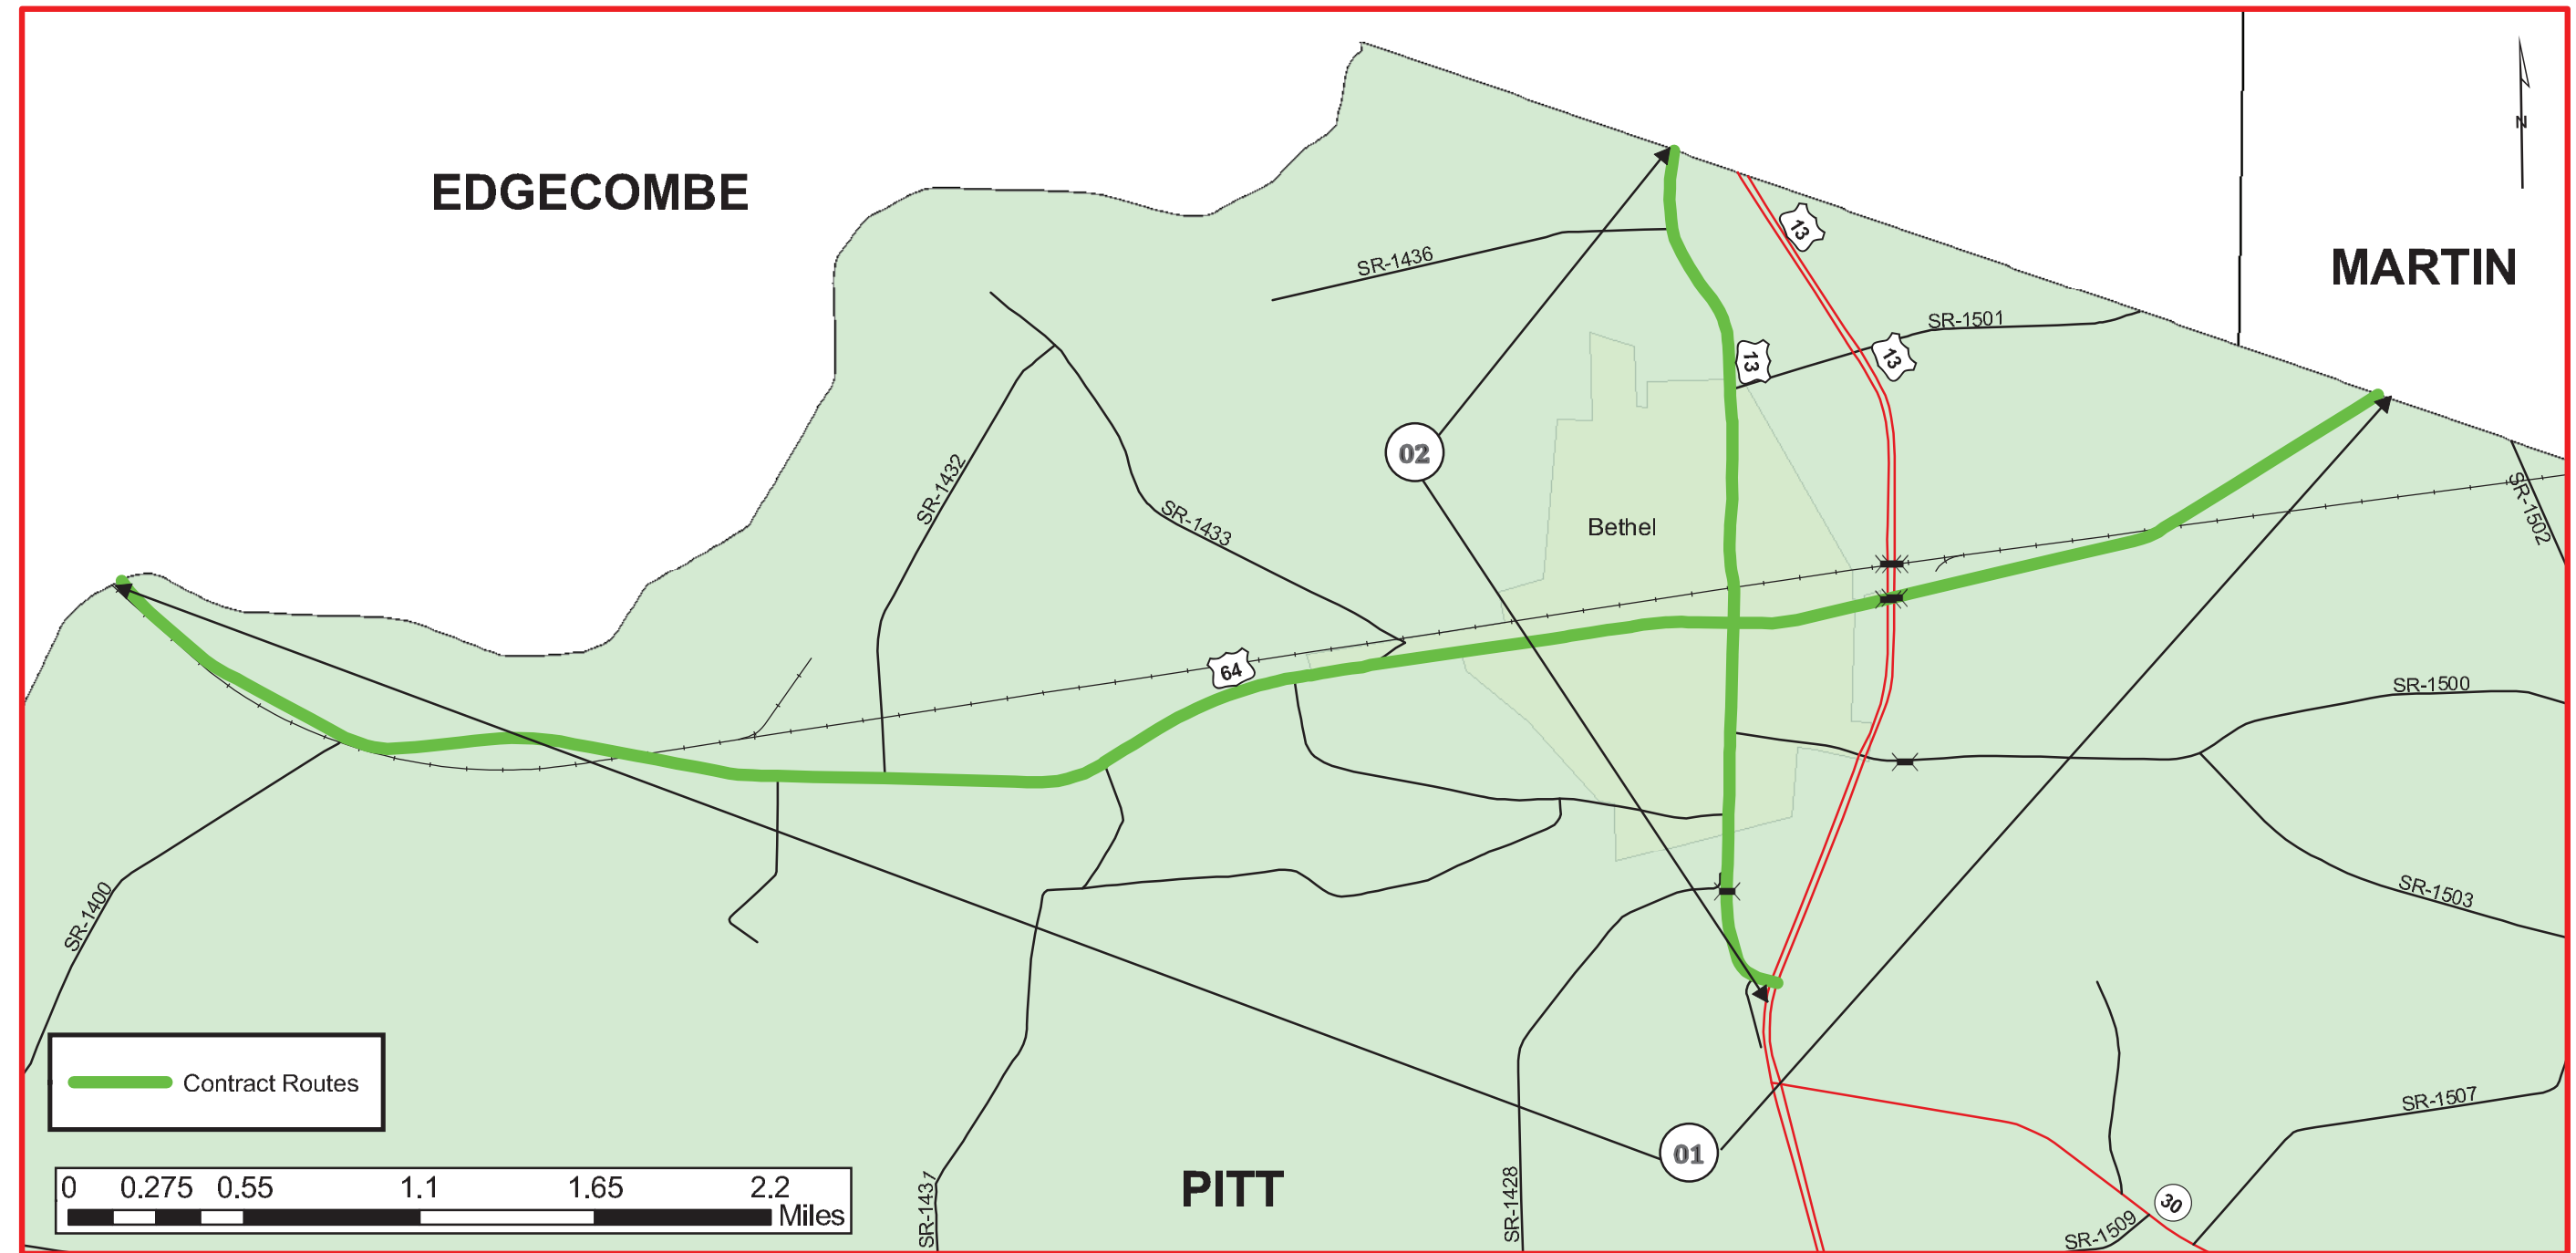 EDGECOMBE
N
13
MARTIN
SR-1436
SR-1501
13
13
02
SR-1432
SR-1433
Bethel
SR-1502
64
SR-1500
SR-1400
SR-1503
Contract Routes
SR-1507
01
PITT
SR-1431
SR-1428
30
SR-1509
0 0.275 0.55 1.1 1.65 2.2
Miles